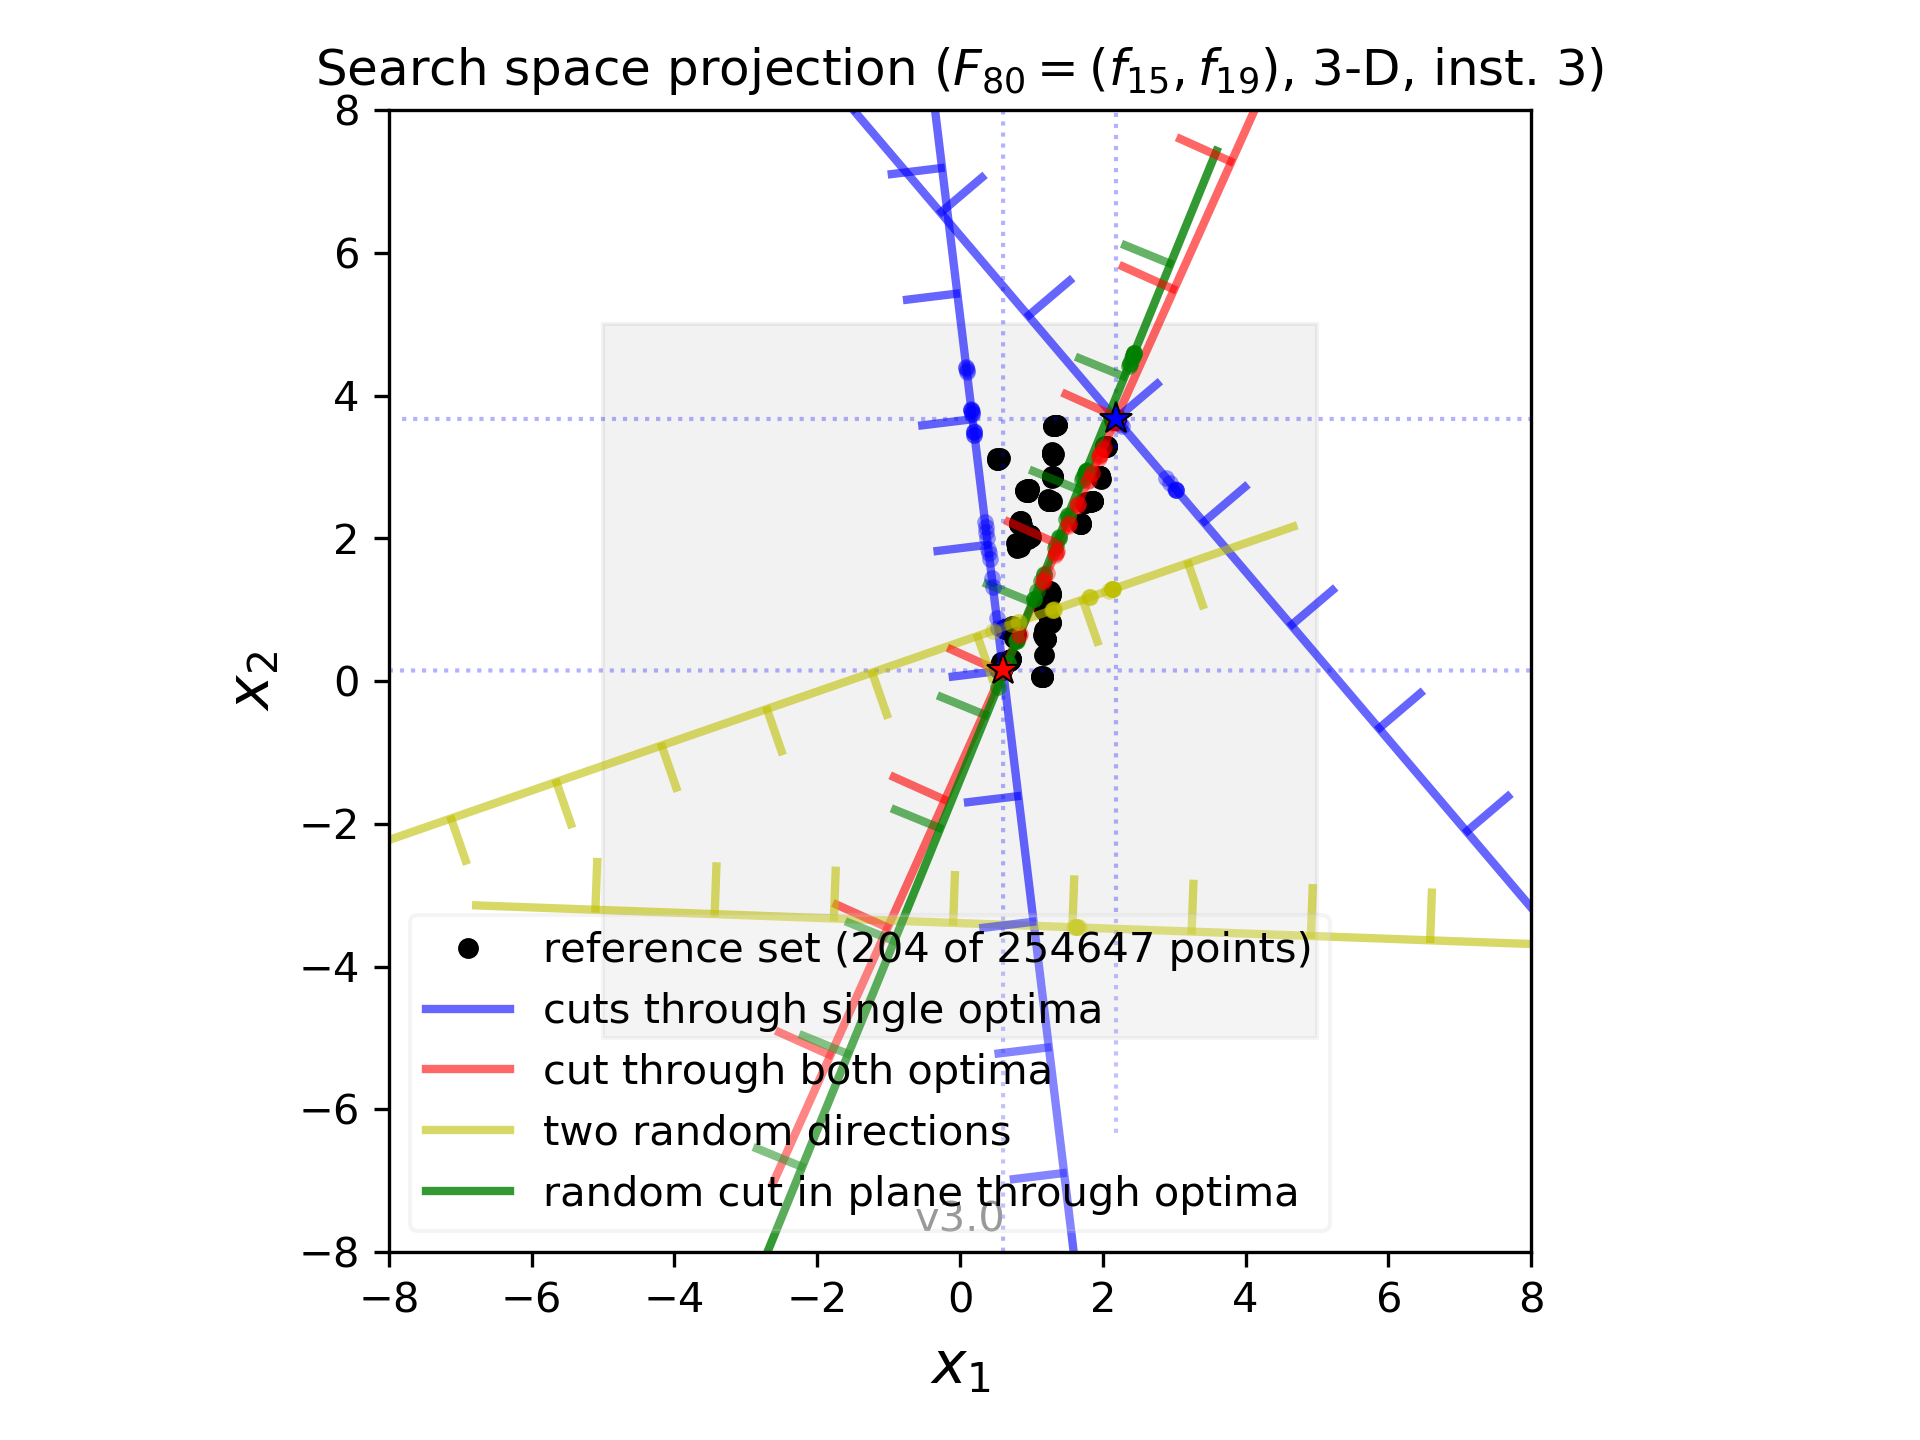 Search space projection (F80 = (f15, f19), 3-D, inst. 3)
8
6
4
2
0
−2
−4
−6
−8
x2
reference set (204 of 254647 points)
cuts through single optima
cut through both optima
two random directions
random cut in plane through optima
v3.0
−8 −6 −4 −2 0 2 4 6 8
x1